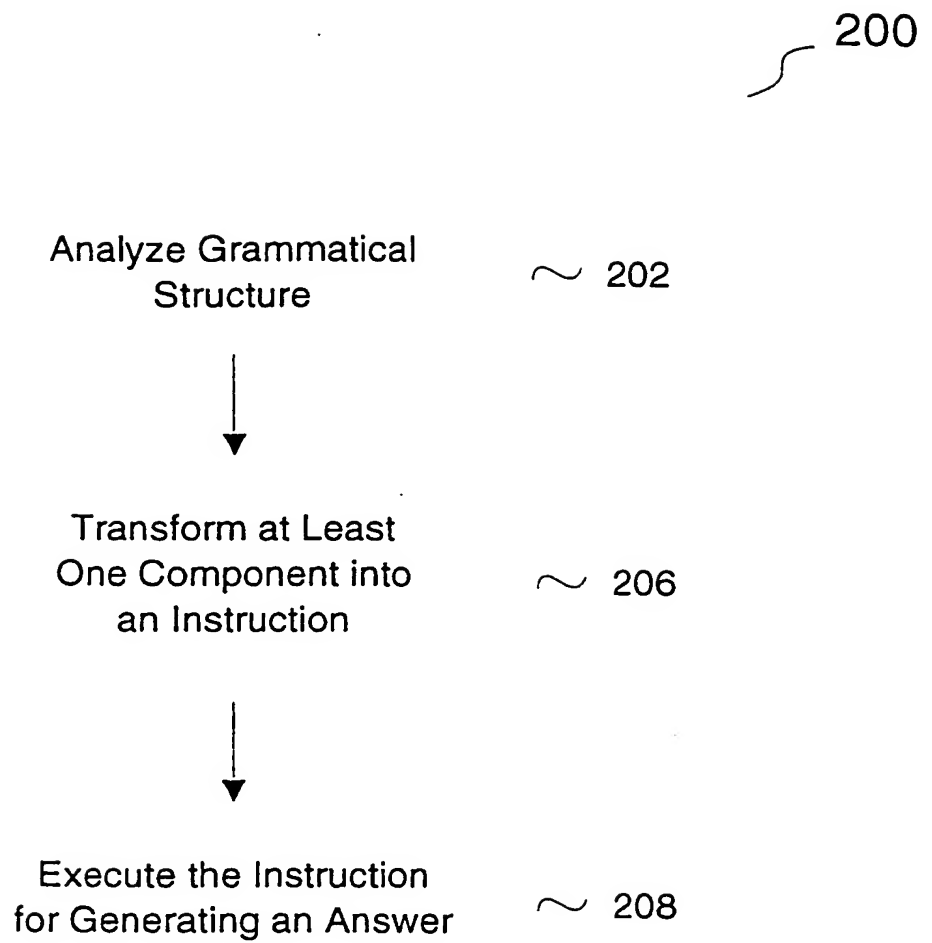 200
Analyze Grammatical
Structure
202
Transform at Least
One Component into
an Instruction
206
Execute the Instruction
for Generating an Answer
208